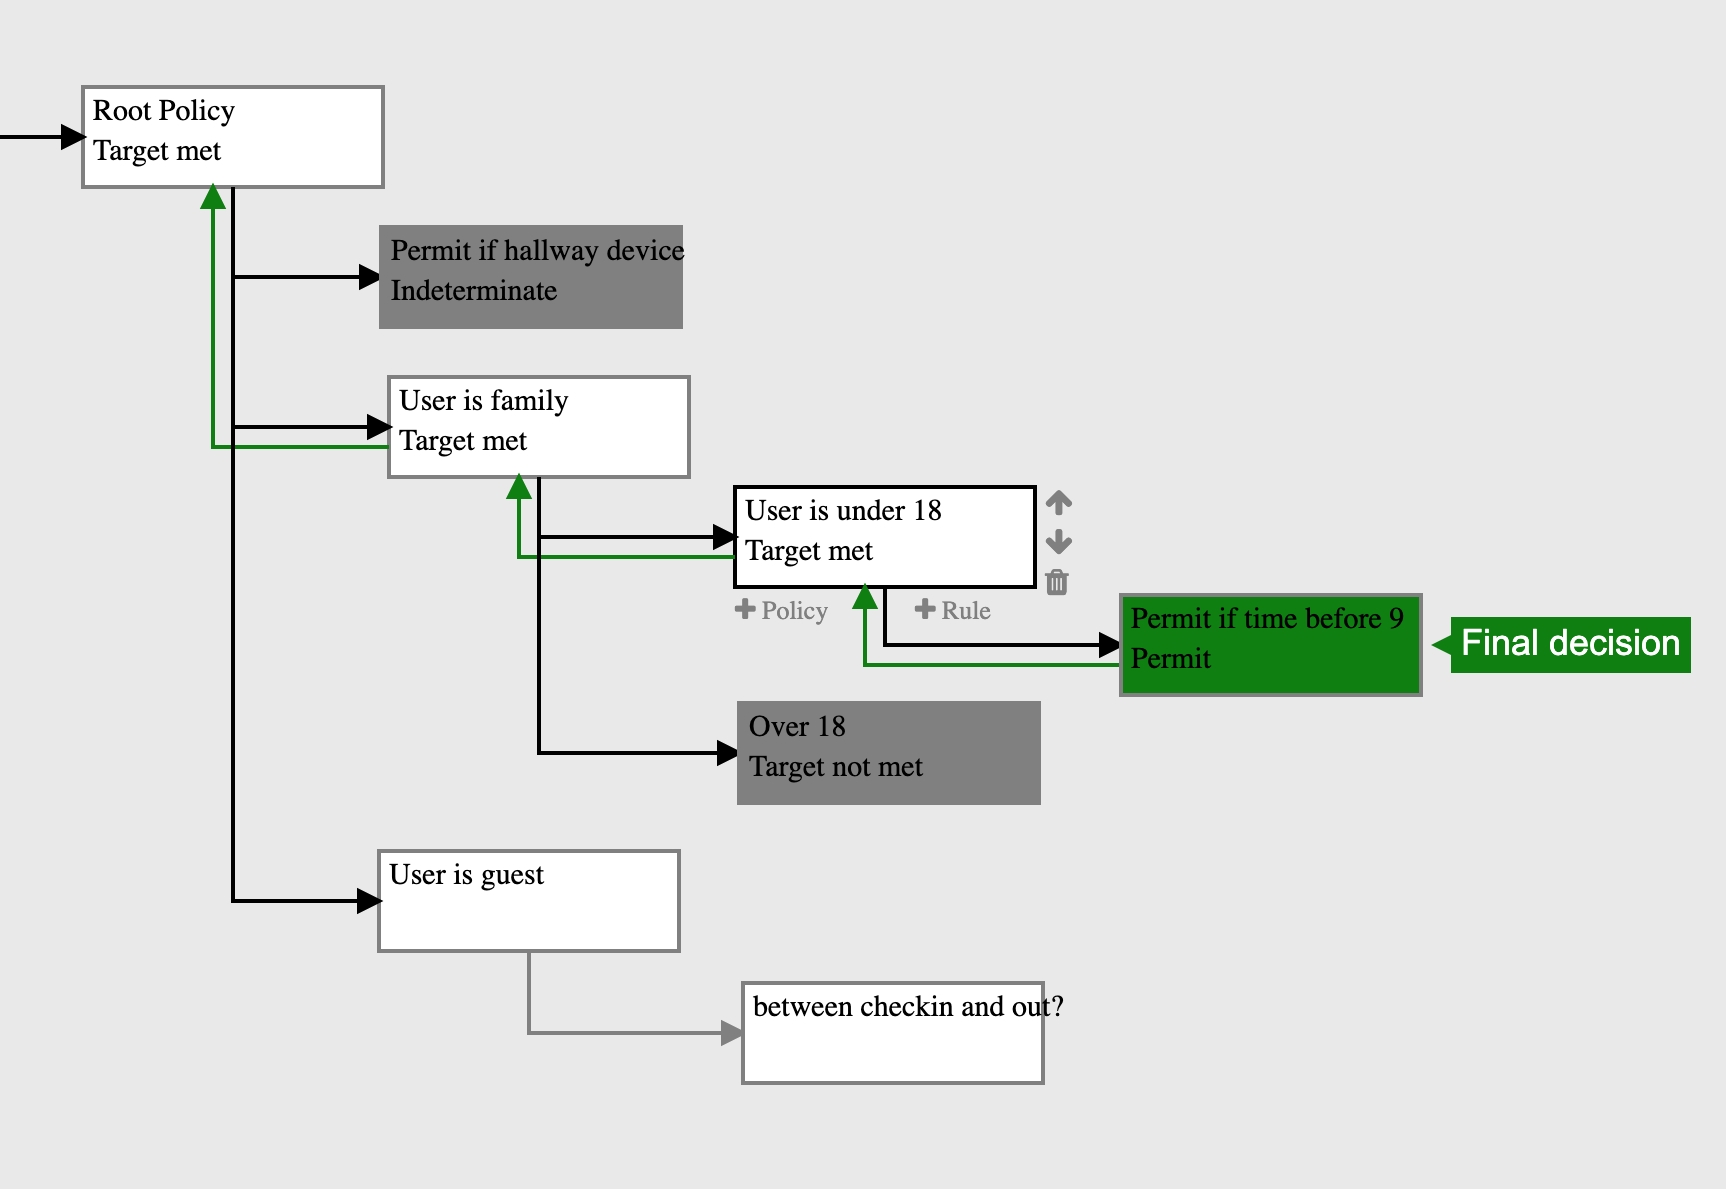 Root Policy
Target met
Permit if hallway device
Indeterminate
User is family
Target met
User is under 18
Target met
Policy
Rule
Permit if time before 9
Permit
Final decision
Over 18
Target not met
User is guest
between checkin and out?